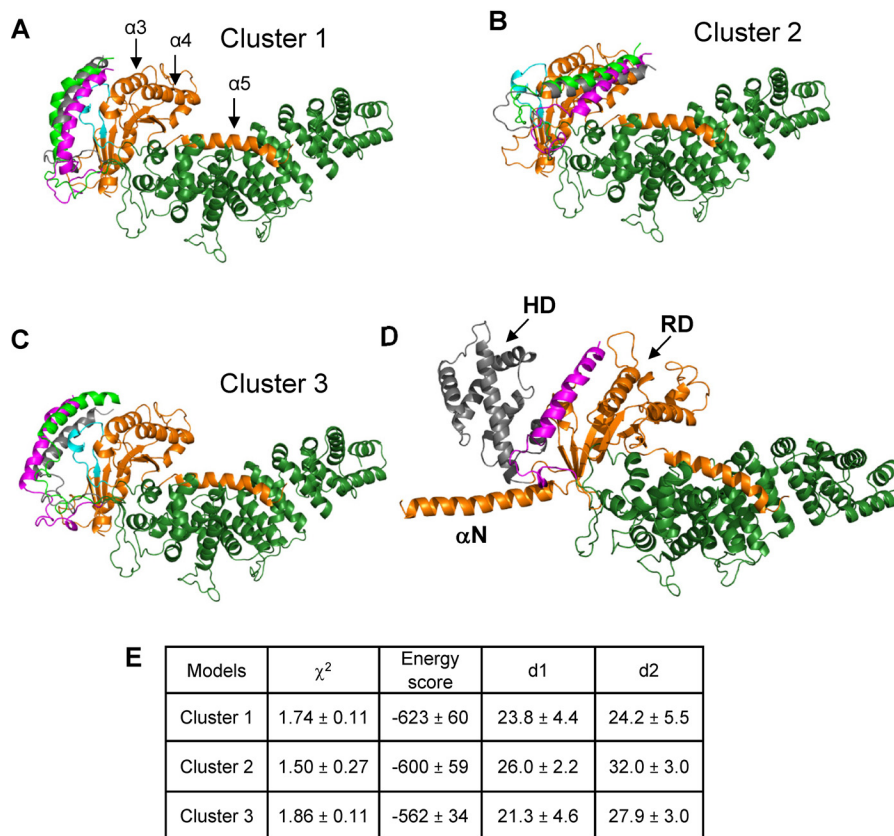 A
α3
α4
Cluster 1
α5
B
Cluster 2
C
Cluster 3
D
HD
RD
αN
E
Models χ² Energy score d1 d2
Cluster 1 1.74 ± 0.11 -623 ± 60 23.8 ± 4.4 24.2 ± 5.5
Cluster 2 1.50 ± 0.27 -600 ± 59 26.0 ± 2.2 32.0 ± 3.0
Cluster 3 1.86 ± 0.11 -562 ± 34 21.3 ± 4.6 27.9 ± 3.0